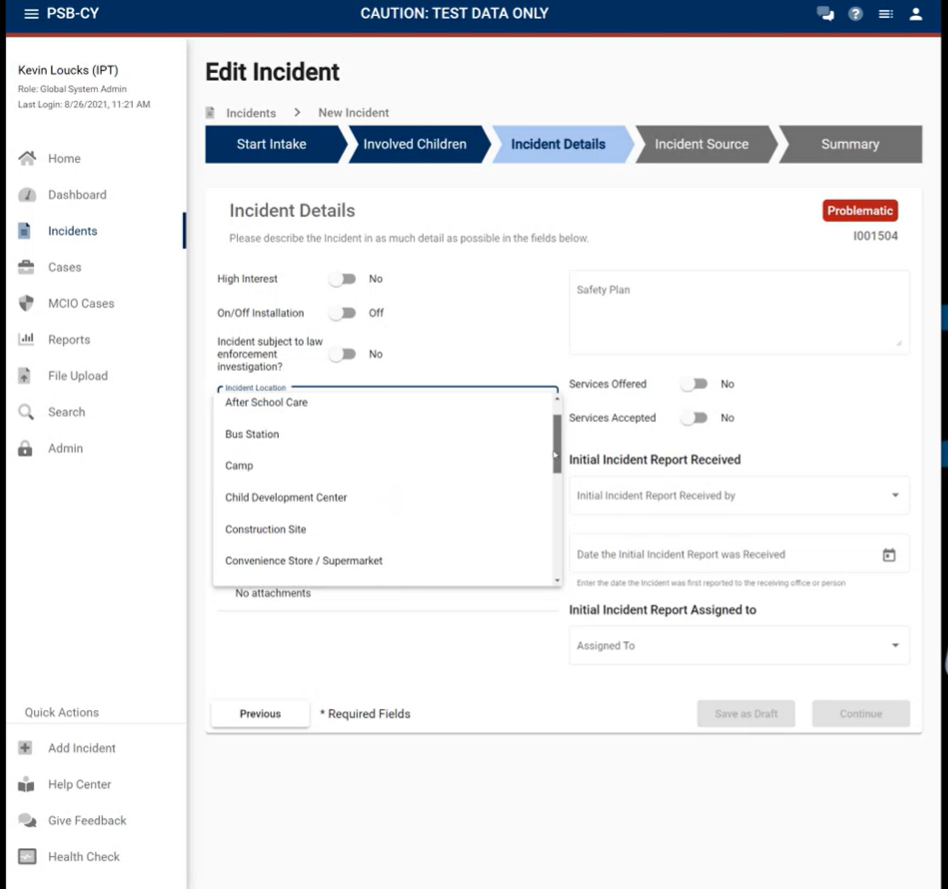 PSB-CY
CAUTION: TEST DATA ONLY
Kevin Loucks (IPT)
Role: Global System Admin
Last Login: 8/26/2021, 11:21 AM
Home
Dashboard
Incidents
Cases
MCIO Cases
Reports
File Upload
Search
Admin
Quick Actions
Add Incident
Help Center
Give Feedback
Health Check
Edit Incident
Incidents > New Incident
Start Intake
Involved Children
Incident Details
Incident Source
Summary
Incident Details
Problematic
Please describe the Incident in as much detail as possible in the fields below.
I001504
High Interest No
On/Off Installation Off
Incident subject to law
enforcement
investigation?
No
Incident Location
After School Care
Bus Station
Camp
Child Development Center
Construction Site
Convenience Store / Supermarket
No attachments
Safety Plan
Services Offered No
Services Accepted No
Initial Incident Report Received
Initial Incident Report Received by
Date the Initial Incident Report was Received
Enter the date the Incident was first reported to the receiving office or person
Initial Incident Report Assigned to
Assigned To
Previous
* Required Fields
Save as Draft
Continue